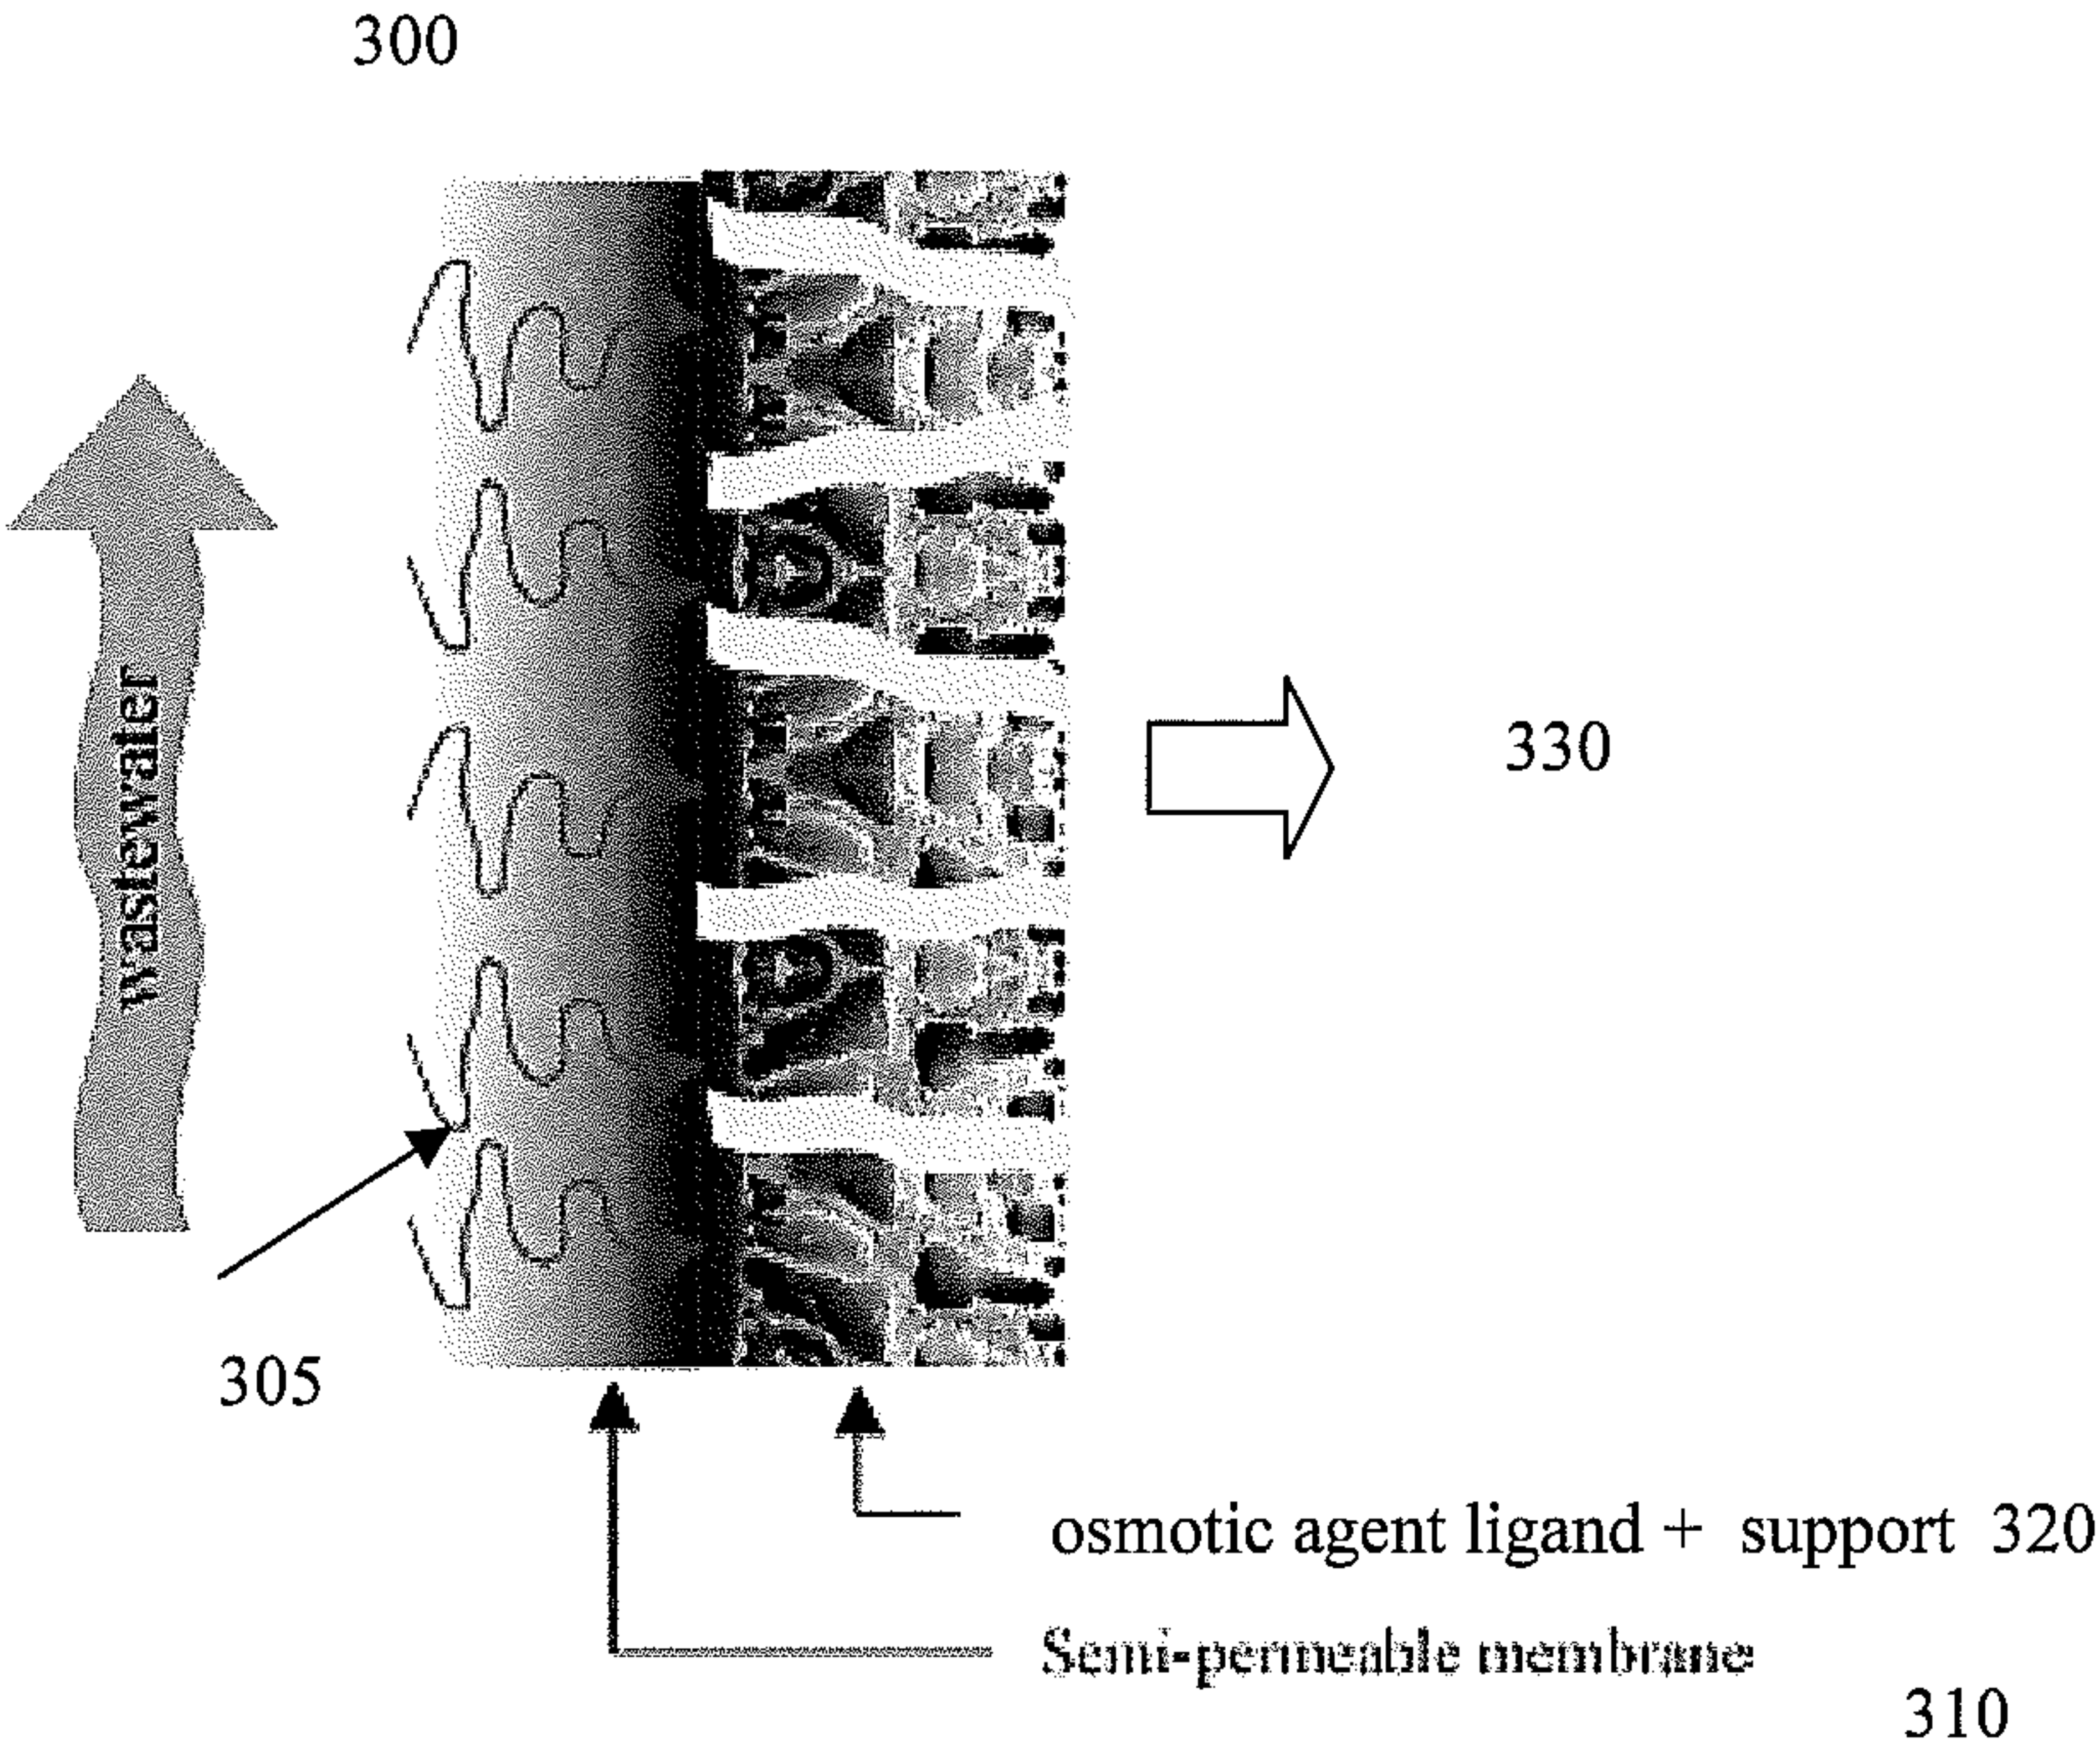 300
wastewater
330
305
osmotic agent ligand + support 320
Semi-permeable membrane
310